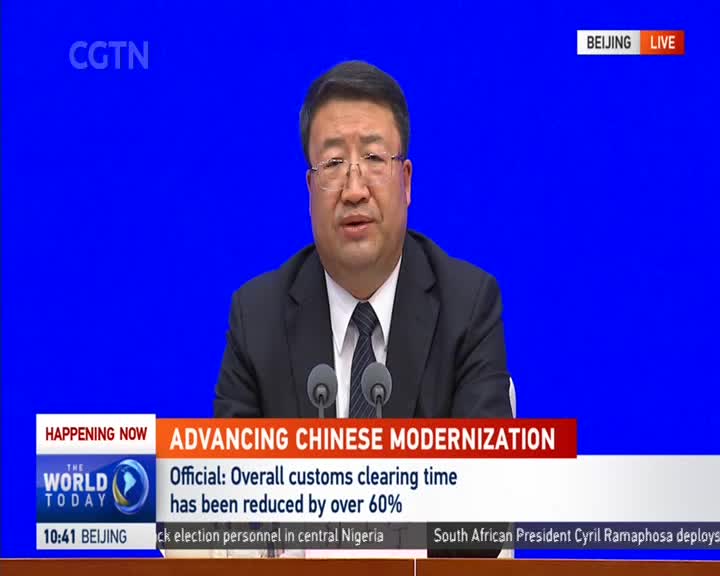 CGTN
BEIJING LIVE
HAPPENING NOW
ADVANCING CHINESE MODERNIZATION
THE
WORLD
TODAY
Official: Overall customs clearing time
has been reduced by over 60%
10:41 BEIJING
ck election personnel in central Nigeria South African President Cyril Ramaphosa deploys